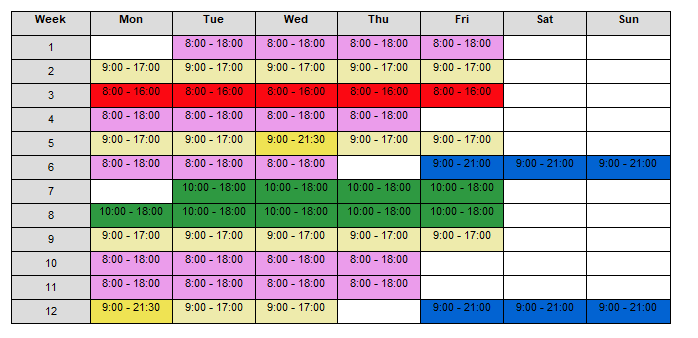 Week Mon Tue Wed Thu Fri Sat Sun
1 8:00 - 18:00 8:00 - 18:00 8:00 - 18:00 8:00 - 18:00
2 9:00 - 17:00 9:00 - 17:00 9:00 - 17:00 9:00 - 17:00 9:00 - 17:00
3 8:00 - 16:00 8:00 - 16:00 8:00 - 16:00 8:00 - 16:00 8:00 - 16:00
4 8:00 - 18:00 8:00 - 18:00 8:00 - 18:00 8:00 - 18:00
5 9:00 - 17:00 9:00 - 17:00 9:00 - 21:30 9:00 - 17:00 9:00 - 17:00
6 8:00 - 18:00 8:00 - 18:00 8:00 - 18:00 9:00 - 21:00 9:00 - 21:00 9:00 - 21:00
7 10:00 - 18:00 10:00 - 18:00 10:00 - 18:00 10:00 - 18:00
8 10:00 - 18:00 10:00 - 18:00 10:00 - 18:00 10:00 - 18:00 10:00 - 18:00
9 9:00 - 17:00 9:00 - 17:00 9:00 - 17:00 9:00 - 17:00 9:00 - 17:00
10 8:00 - 18:00 8:00 - 18:00 8:00 - 18:00 8:00 - 18:00
11 8:00 - 18:00 8:00 - 18:00 8:00 - 18:00 8:00 - 18:00
12 9:00 - 21:30 9:00 - 17:00 9:00 - 17:00 9:00 - 21:00 9:00 - 21:00 9:00 - 21:00